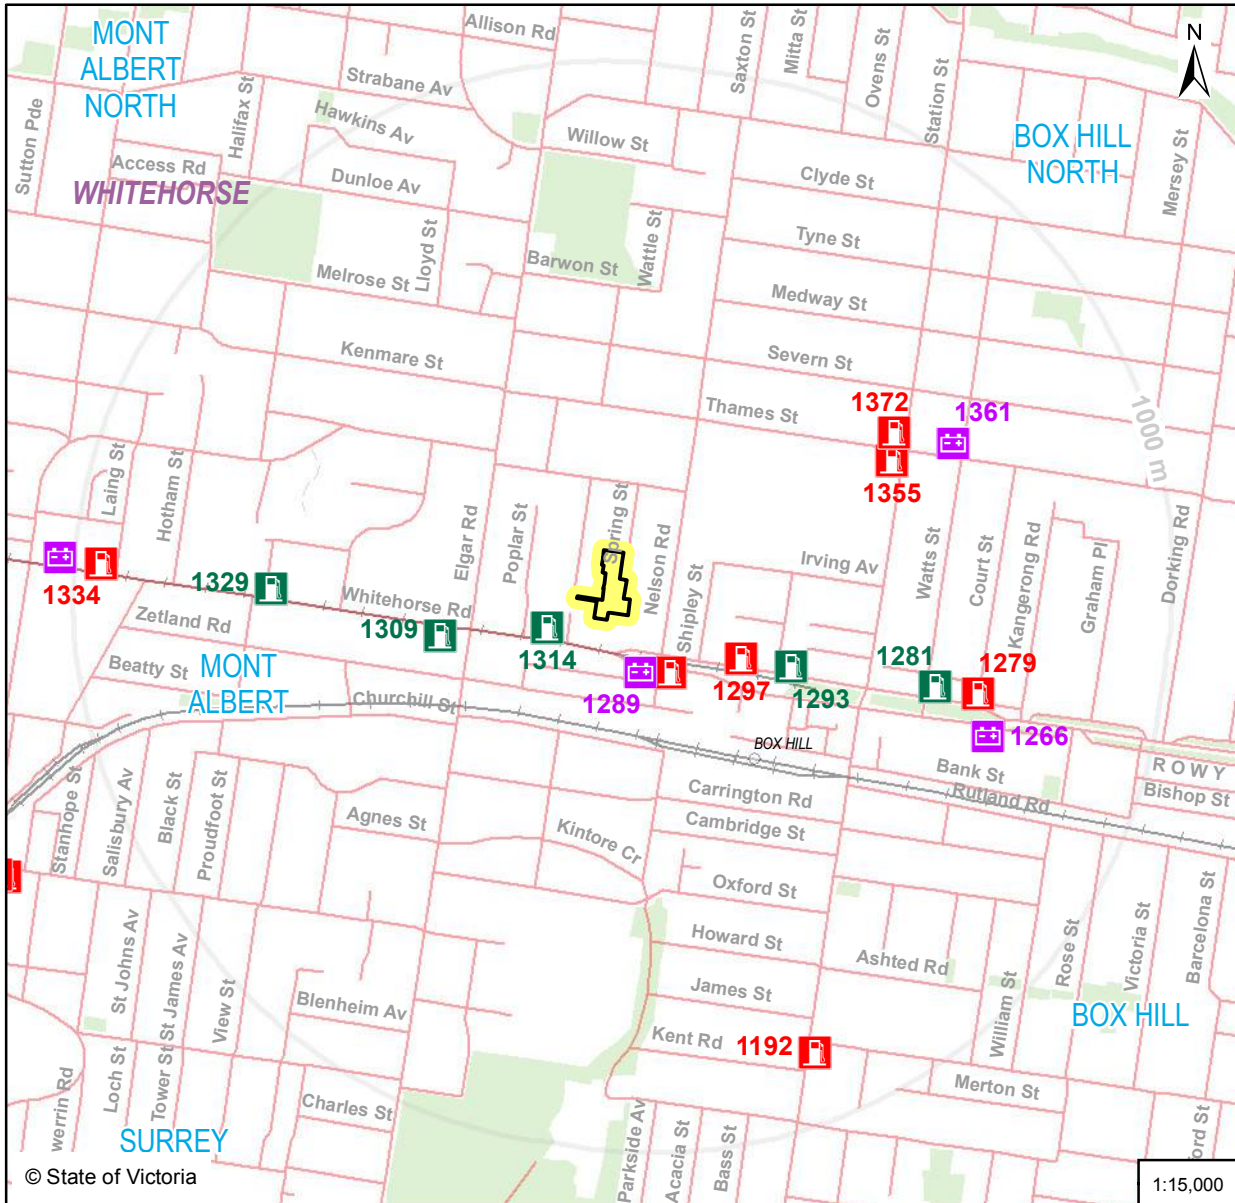 MONT
ALBERT
NORTH
Allison Rd
Saxton St
Mitta St
Ovens St
Station St
N
Strabane Av
Halifax St
Hawkins Av
Sutton Pde
Willow St
BOX HILL
NORTH
Mersey St
Access Rd
WHITEHORSE
Dunloe Av
Clyde St
Lloyd St
Wattle St
Tyne St
Barwon St
Melrose St
Medway St
Kenmare St
Severn St
Thames St
1372
1361
1000 m
1355
Laing St
Hotham St
Elgar Rd
Poplar St
Spring St
Nelson Rd
Shipley St
Irving Av
Watts St
Court St
Kangerong Rd
Graham Pl
Dorking Rd
1334
1329
Whitehorse Rd
Zetland Rd
1309
1314
Beatty St
MONT
ALBERT
Churchill St
1289
1297
1293
1281
1279
1266
BOX HILL
Bank St
ROWY
Rutland Rd
Bishop St
Stanhope St
Salisbury Av
Black St
Proudfoot St
Agnes St
Kintore Cr
Carrington Rd
Cambridge St
Oxford St
Howard St
Ashted Rd
St Johns Av
St James Av
View St
James St
William St
Rose St
Victoria St
Barcelona St
Blenheim Av
BOX HILL
Kent Rd
1192
Loch St
Tower St
Merton St
werrin Rd
Charles St
Parkside Av
Acacia St
Bass St
ford St
SURREY
© State of Victoria
1:15,000